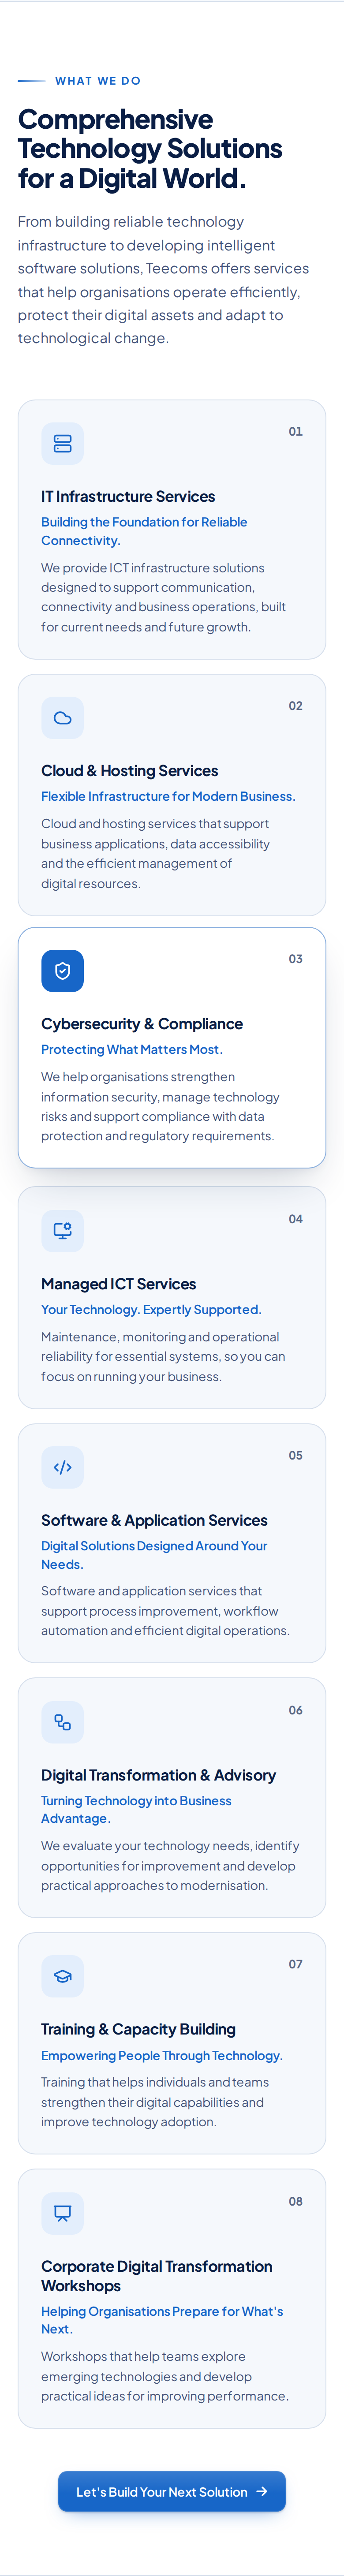 WHAT WE DO
Comprehensive
Technology Solutions
for a Digital World.
From building reliable technology
infrastructure to developing intelligent
software solutions, Teecoms offers services
that help organisations operate efficiently,
protect their digital assets and adapt to
technological change.
01
IT Infrastructure Services
Building the Foundation for Reliable
Connectivity.
We provide ICT infrastructure solutions
designed to support communication,
connectivity and business operations, built
for current needs and future growth.
02
Cloud & Hosting Services
Flexible Infrastructure for Modern Business.
Cloud and hosting services that support
business applications, data accessibility
and the efficient management of
digital resources.
03
Cybersecurity & Compliance
Protecting What Matters Most.
We help organisations strengthen
information security, manage technology
risks and support compliance with data
protection and regulatory requirements.
04
Managed ICT Services
Your Technology. Expertly Supported.
Maintenance, monitoring and operational
reliability for essential systems, so you can
focus on running your business.
05
Software & Application Services
Digital Solutions Designed Around Your
Needs.
Software and application services that
support process improvement, workflow
automation and efficient digital operations.
06
Digital Transformation & Advisory
Turning Technology into Business
Advantage.
We evaluate your technology needs, identify
opportunities for improvement and develop
practical approaches to modernisation.
07
Training & Capacity Building
Empowering People Through Technology.
Training that helps individuals and teams
strengthen their digital capabilities and
improve technology adoption.
08
Corporate Digital Transformation
Workshops
Helping Organisations Prepare for What's
Next.
Workshops that help teams explore
emerging technologies and develop
practical ideas for improving performance.
Let's Build Your Next Solution →